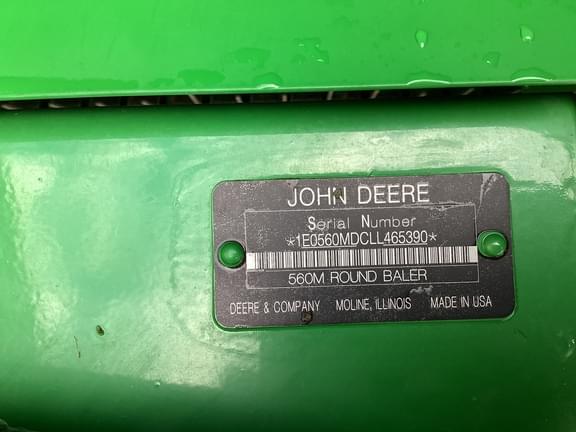 JOHN DEERE
Serial Number
*1E0560MDCLL465390*
560M ROUND BALER
DEERE & COMPANY MOLINE, ILLINOIS MADE IN USA